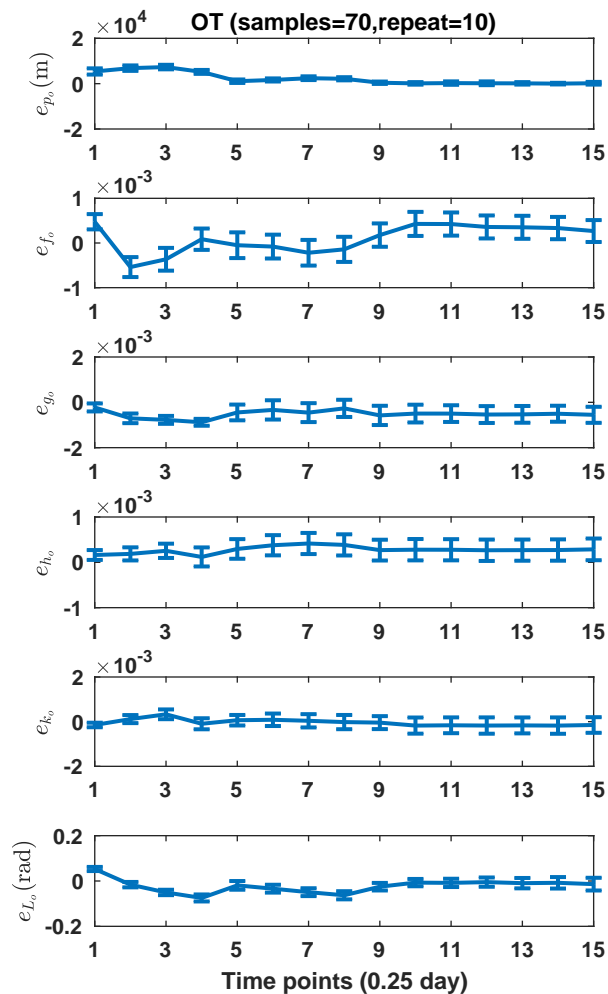 OT (samples=70,repeat=10)
× 10^4
2
0
-2
e_{p_o}(m)
1 3 5 7 9 11 13 15
× 10^-3
1
0
-1
e_{f_o}
1 3 5 7 9 11 13 15
× 10^-3
2
0
-2
e_{g_o}
1 3 5 7 9 11 13 15
× 10^-3
1
0
-1
e_{h_o}
1 3 5 7 9 11 13 15
× 10^-3
2
0
-2
e_{k_o}
1 3 5 7 9 11 13 15
0.2
0
-0.2
e_{L_o}(rad)
1 3 5 7 9 11 13 15
Time points (0.25 day)